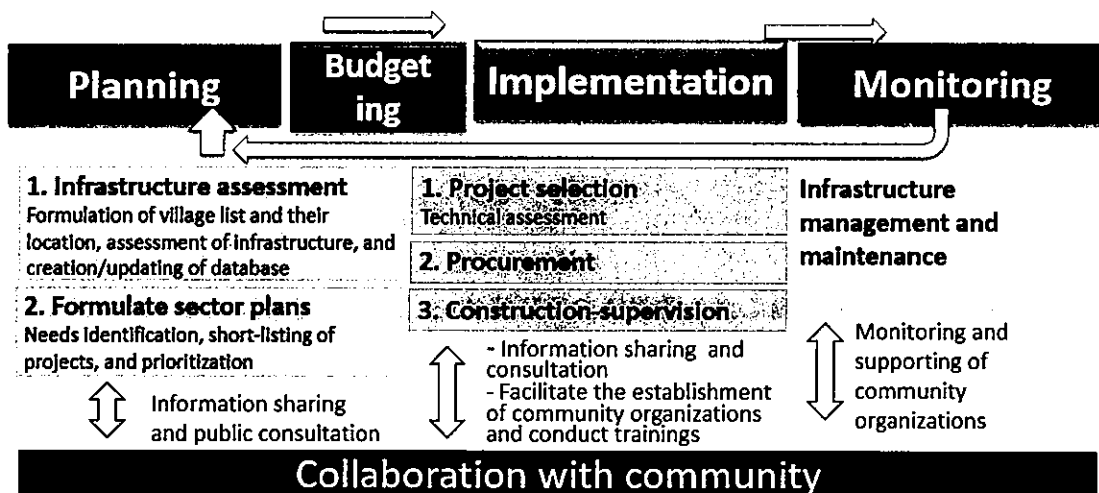 Planning
Budget
ing
Implementation
Monitoring
1. Infrastructure assessment
Formulation of village list and their
location, assessment of infrastructure, and
creation/updating of database
2. Formulate sector plans
Needs identification, short-listing of
projects, and prioritization
Information sharing
and public consultation
1. Project selection
Technical assessment
2. Procurement
3. Construction-supervision
- Information sharing and
consultation
- Facilitate the establishment
of community organizations
and conduct trainings
Infrastructure
management and
maintenance
Monitoring and
supporting of
community
organizations
Collaboration with community